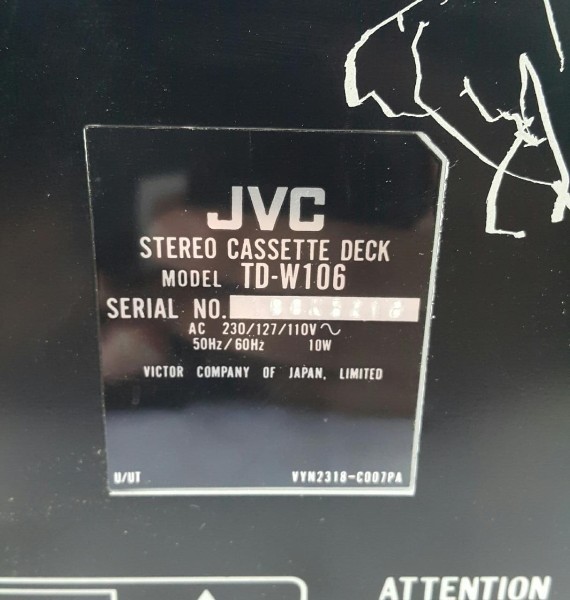 JVC
STEREO CASSETTE DECK
MODEL TD-W106
SERIAL NO.
AC 230/127/110V～
50Hz/60Hz 10W
VICTOR COMPANY OF JAPAN, LIMITED
U/UT VYN2318-C007PA
ATTENTION